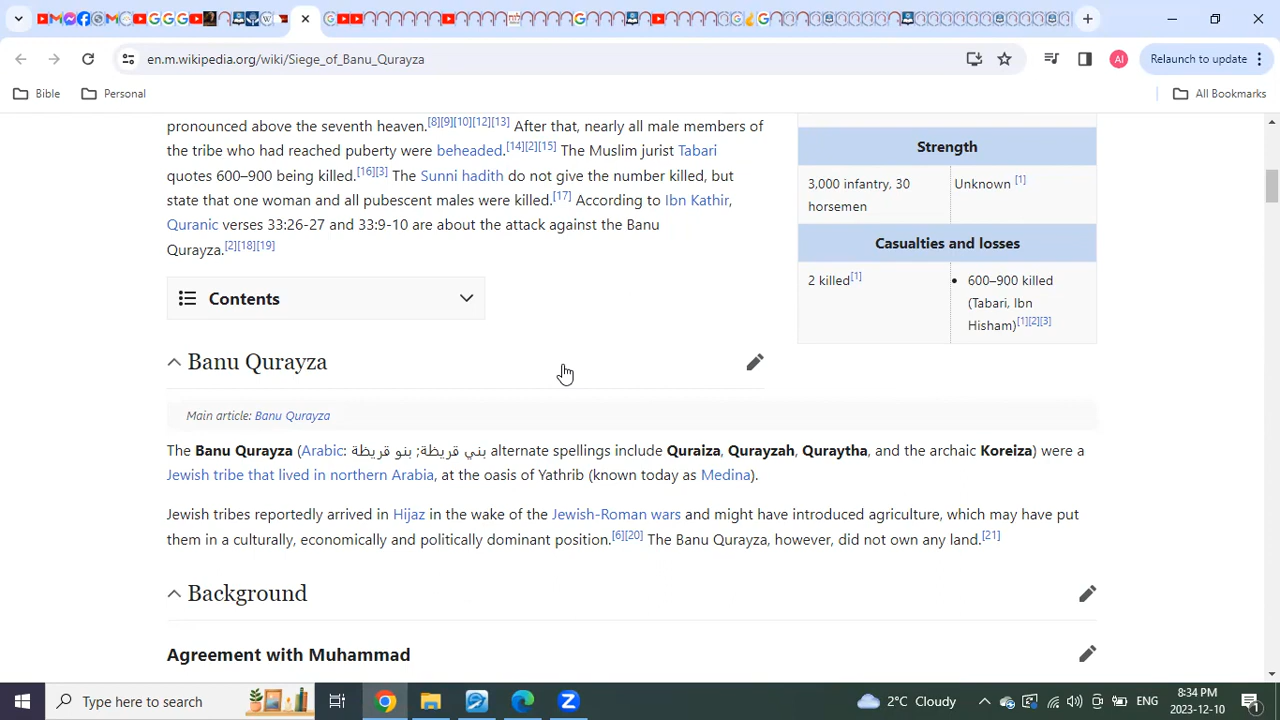 en.m.wikipedia.org/wiki/Siege_of_Banu_Qurayza
AI
Relaunch to update
Bible
Personal
All Bookmarks
pronounced above the seventh heaven.[8][9][10][12][13] After that, nearly all male members of
the tribe who had reached puberty were beheaded.[14][2][15] The Muslim jurist Tabari
quotes 600–900 being killed.[16][3] The Sunni hadith do not give the number killed, but
state that one woman and all pubescent males were killed.[17] According to Ibn Kathir,
Quranic verses 33:26-27 and 33:9-10 are about the attack against the Banu
Qurayza.[2][18][19]
Strength
3,000 infantry, 30
horsemen
Unknown [1]
Casualties and losses
2 killed[1]
600–900 killed
(Tabari, Ibn
Hisham)[1][2][3]
Contents
Banu Qurayza
Main article: Banu Qurayza
The Banu Qurayza (Arabic: بني قريظة; بنو قريظة alternate spellings include Quraiza, Qurayzah, Quraytha, and the archaic Koreiza) were a
Jewish tribe that lived in northern Arabia, at the oasis of Yathrib (known today as Medina).
Jewish tribes reportedly arrived in Hijaz in the wake of the Jewish-Roman wars and might have introduced agriculture, which may have put
them in a culturally, economically and politically dominant position.[6][20] The Banu Qurayza, however, did not own any land.[21]
Background
Agreement with Muhammad
Type here to search
2°C Cloudy
ENG
8:34 PM
2023-12-10